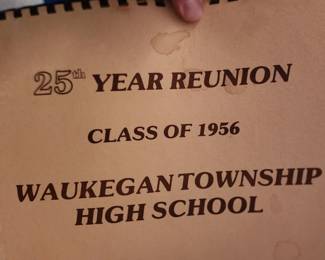 25th YEAR REUNION
CLASS OF 1956
WAUKEGAN TOWNSHIP
HIGH SCHOOL